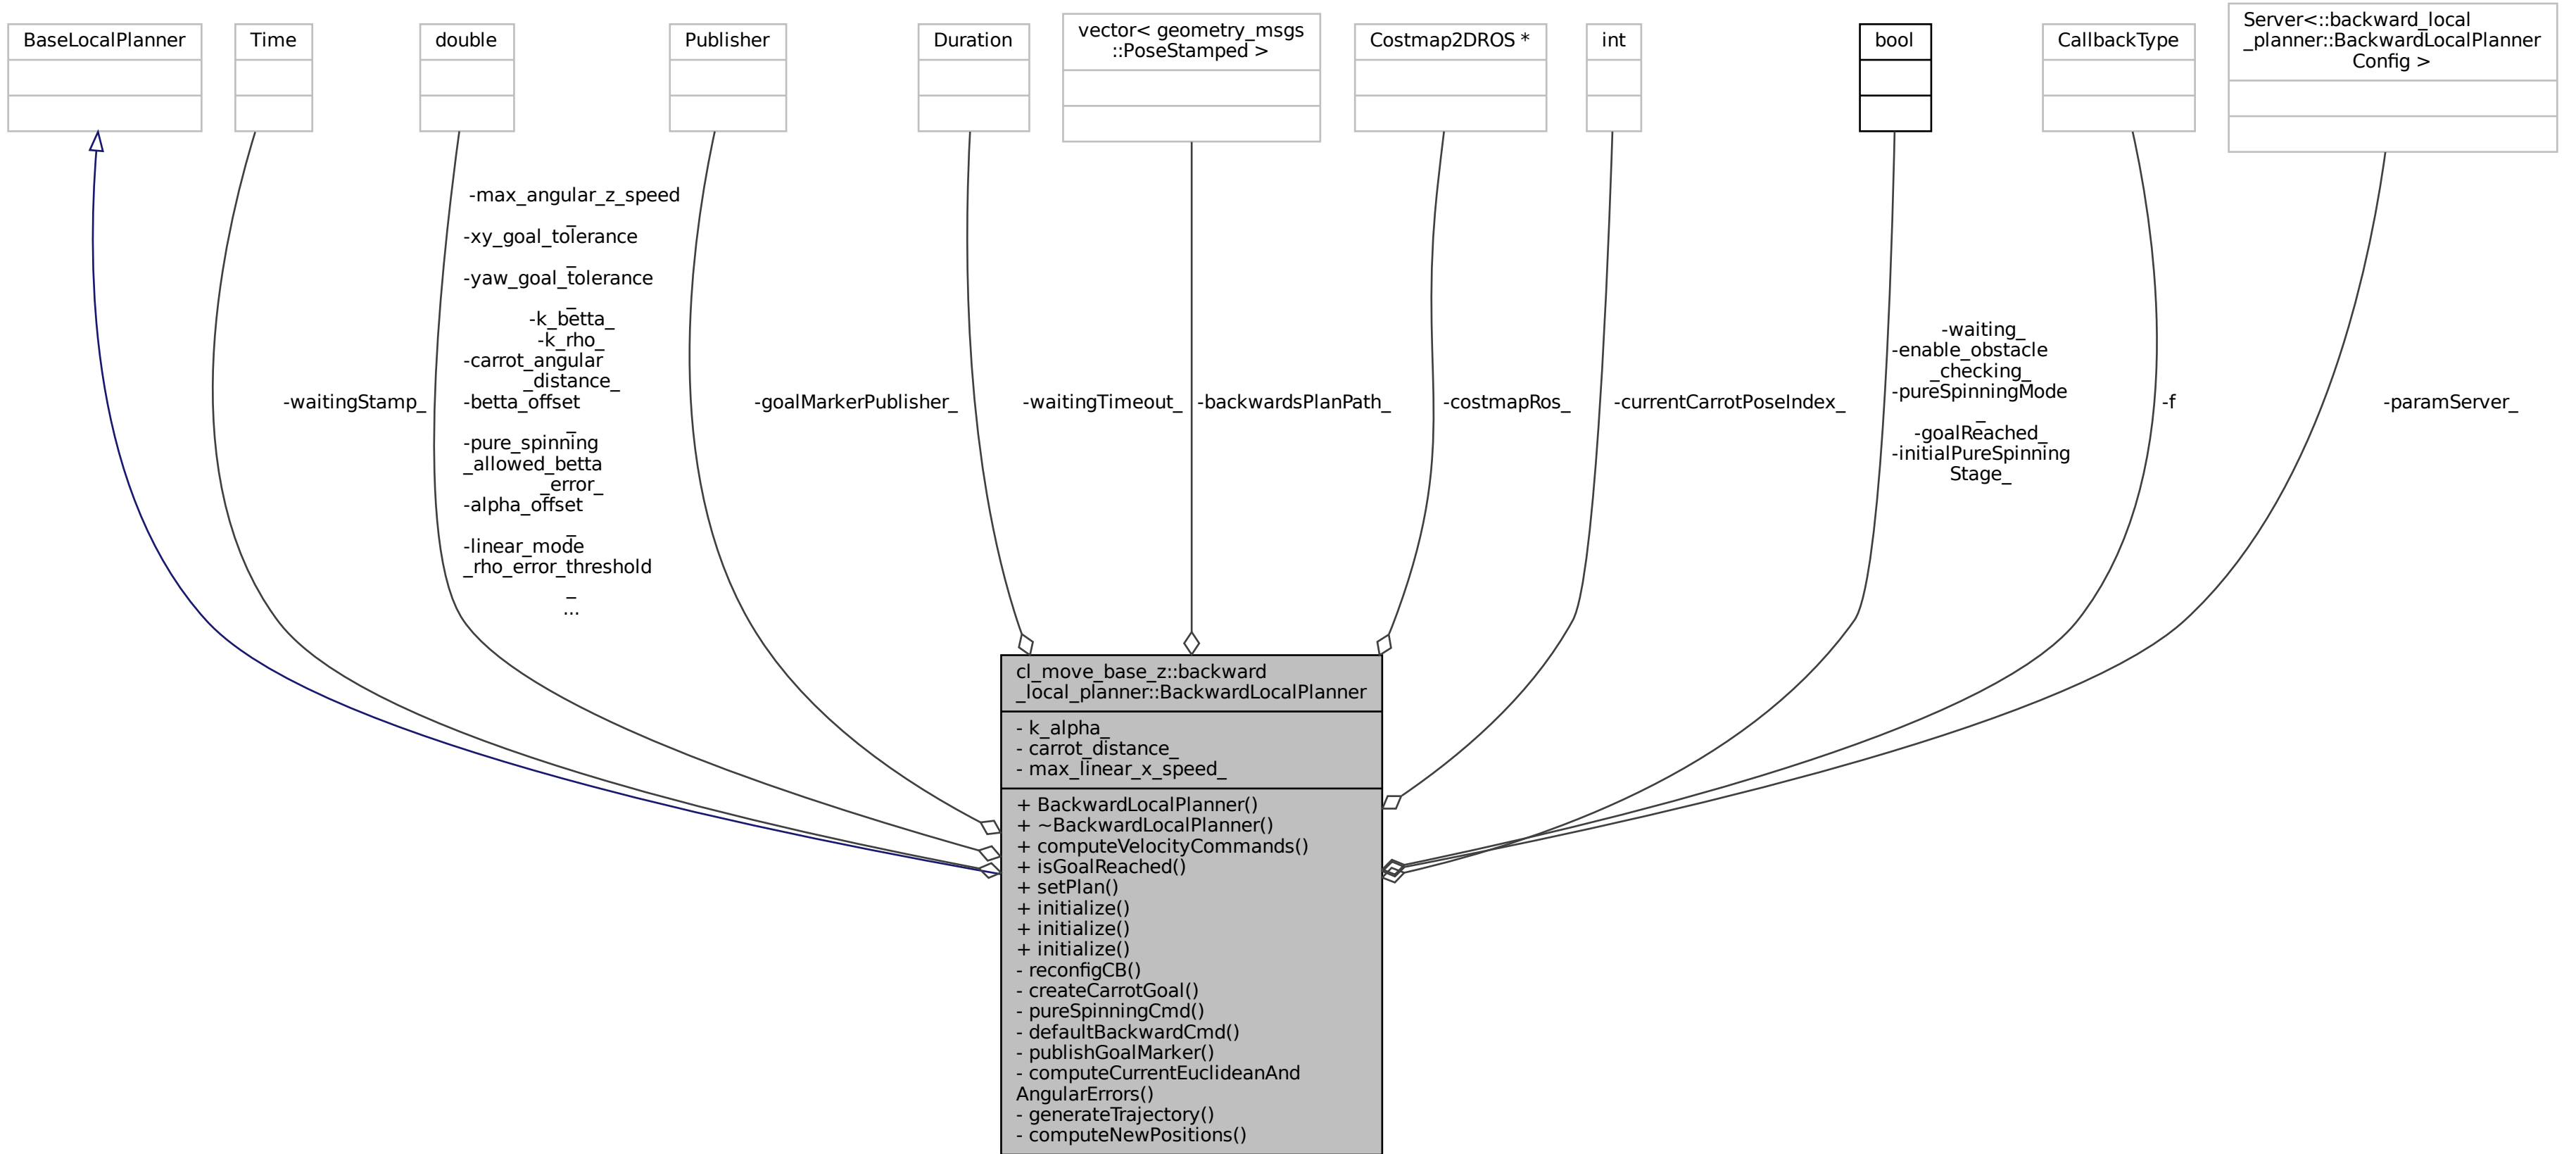 BaseLocalPlanner
Time
double
Publisher
Duration
vector< geometry_msgs
::PoseStamped >
Costmap2DROS *
int
bool
CallbackType
Server<::backward_local
_planner::BackwardLocalPlanner
Config >
-waitingStamp_
-max_angular_z_speed
_
-xy_goal_tolerance
_
-yaw_goal_tolerance
_
-k_betta_
-k_rho_
-carrot_angular
_distance_
-betta_offset
_
-pure_spinning
_allowed_betta
_error_
-alpha_offset
_
-linear_mode
_rho_error_threshold
_
...
-goalMarkerPublisher_
-waitingTimeout_
-backwardsPlanPath_
-costmapRos_
-currentCarrotPoseIndex_
-waiting_
-enable_obstacle
_checking_
-pureSpinningMode
_
-goalReached_
-initialPureSpinning
Stage_
-f
-paramServer_
cl_move_base_z::backward
_local_planner::BackwardLocalPlanner
- k_alpha_
- carrot_distance_
- max_linear_x_speed_
+ BackwardLocalPlanner()
+ ~BackwardLocalPlanner()
+ computeVelocityCommands()
+ isGoalReached()
+ setPlan()
+ initialize()
+ initialize()
+ initialize()
- reconfigCB()
- createCarrotGoal()
- pureSpinningCmd()
- defaultBackwardCmd()
- publishGoalMarker()
- computeCurrentEuclideanAnd
AngularErrors()
- generateTrajectory()
- computeNewPositions()